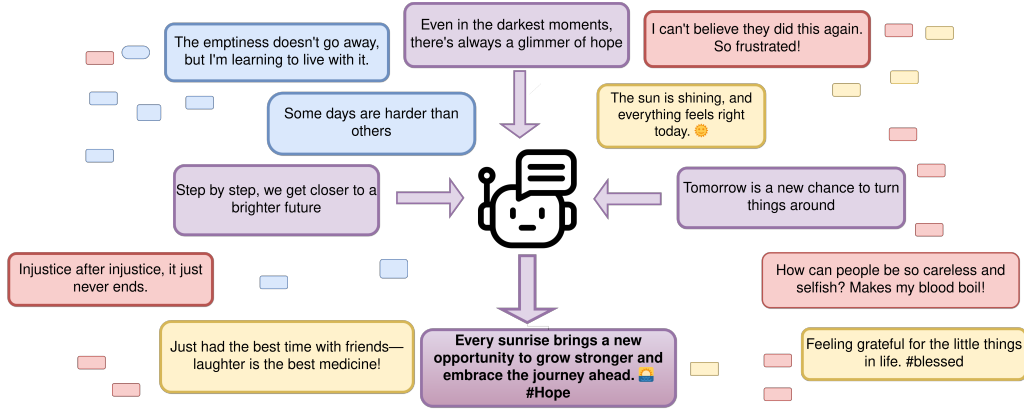 Even in the darkest moments,
there's always a glimmer of hope
I can't believe they did this again.
So frustrated!
The emptiness doesn't go away,
but I'm learning to live with it.
Some days are harder than
others
The sun is shining, and
everything feels right
today. 🌞
Step by step, we get closer to a
brighter future
Tomorrow is a new chance to turn
things around
Injustice after injustice, it just
never ends.
How can people be so careless and
selfish? Makes my blood boil!
Just had the best time with friends—
laughter is the best medicine!
Every sunrise brings a new
opportunity to grow stronger and
embrace the journey ahead. 🌅
#Hope
Feeling grateful for the little things
in life. #blessed